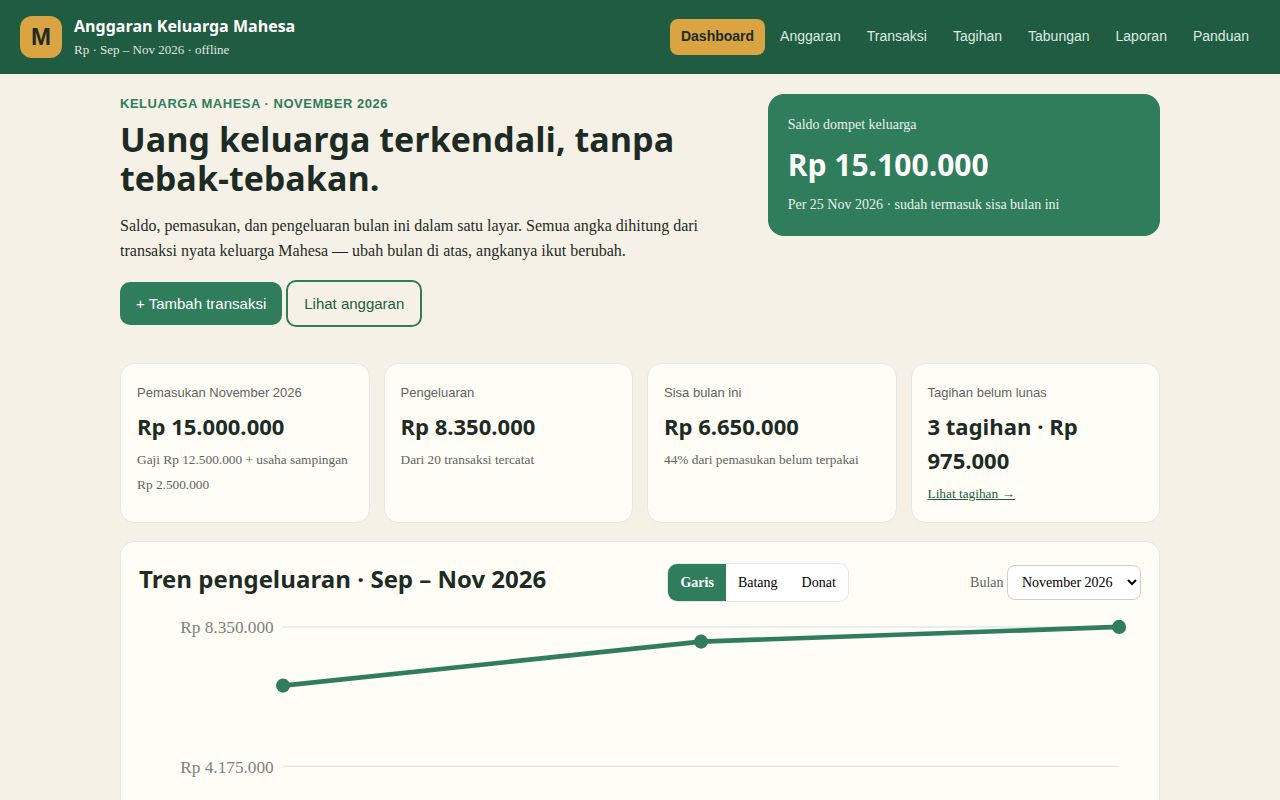 M
Anggaran Keluarga Mahesa
Rp · Sep – Nov 2026 · offline
Dashboard
Anggaran
Transaksi
Tagihan
Tabungan
Laporan
Panduan
KELUARGA MAHESA · NOVEMBER 2026
Uang keluarga terkendali, tanpa
tebak-tebakan.
Saldo, pemasukan, dan pengeluaran bulan ini dalam satu layar. Semua angka dihitung dari
transaksi nyata keluarga Mahesa — ubah bulan di atas, angkanya ikut berubah.
+ Tambah transaksi
Lihat anggaran
Saldo dompet keluarga
Rp 15.100.000
Per 25 Nov 2026 · sudah termasuk sisa bulan ini
Pemasukan November 2026
Rp 15.000.000
Gaji Rp 12.500.000 + usaha sampingan
Rp 2.500.000
Pengeluaran
Rp 8.350.000
Dari 20 transaksi tercatat
Sisa bulan ini
Rp 6.650.000
44% dari pemasukan belum terpakai
Tagihan belum lunas
3 tagihan · Rp
975.000
Lihat tagihan →
Tren pengeluaran · Sep – Nov 2026
Garis
Batang
Donat
Bulan
November 2026
Rp 8.350.000
Rp 4.175.000